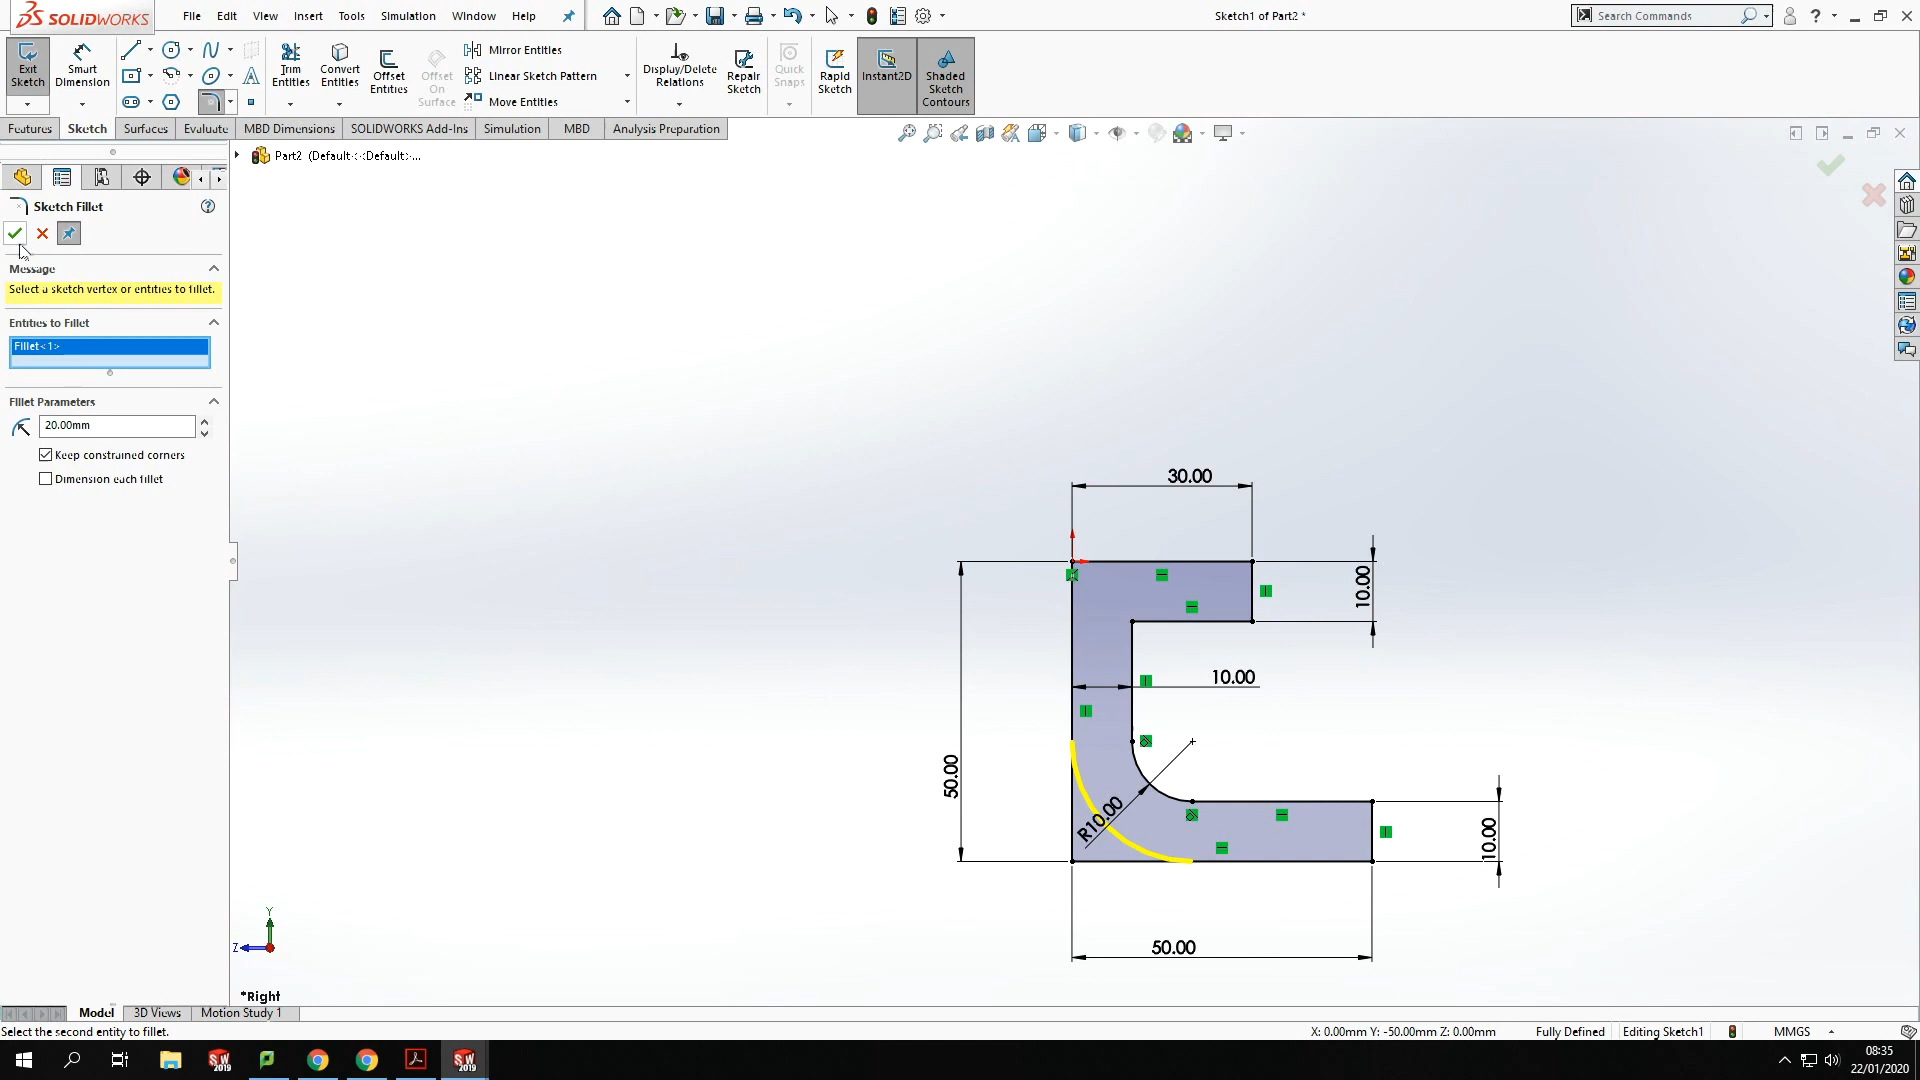 SOLIDWORKS File Edit View Insert Tools Simulation Window Help Sketch1 of Part2 * Search Commands
Exit Sketch
Smart Dimension
Trim Entities
Convert Entities
Offset Entities
Offset On Surface
Mirror Entities
Linear Sketch Pattern
Move Entities
Display/Delete Relations
Repair Sketch
Quick Snaps
Rapid Sketch
Instant2D
Shaded Sketch Contours
Features Sketch Surfaces Evaluate MBD Dimensions SOLIDWORKS Add-Ins Simulation MBD Analysis Preparation
Part2 (Default<<Default>...
Sketch Fillet
Message
Select a sketch vertex or entities to fillet.
Entities to Fillet
Fillet<1>
Fillet Parameters
20.00mm
Keep constrained corners
Dimension each fillet
30.00
10.00
10.00
50.00
R10.00
10.00
50.00
Y
Z
*Right
Model 3D Views Motion Study 1
Select the second entity to fillet. X: 0.00mm Y: -50.00mm Z: 0.00mm Fully Defined Editing Sketch1 MMGS
SW 2019
SW 2019
08:35
22/01/2020